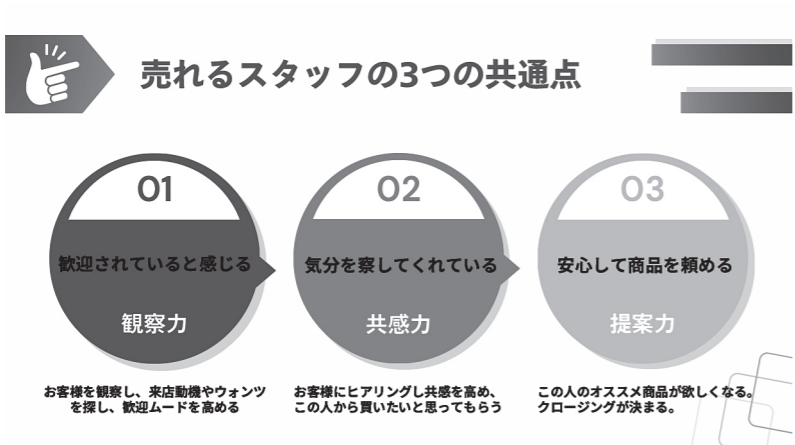 売れるスタッフの3つの共通点
01
歓迎されていると感じる
観察力
お客様を観察し、来店動機やウォンツ
を探し、歓迎ムードを高める
02
気分を察してくれている
共感力
お客様にヒアリングし共感を高め、
この人から買いたいと思ってもらう
03
安心して商品を頼める
提案力
この人のオススメ商品が欲しくなる。
クロージングが決まる。